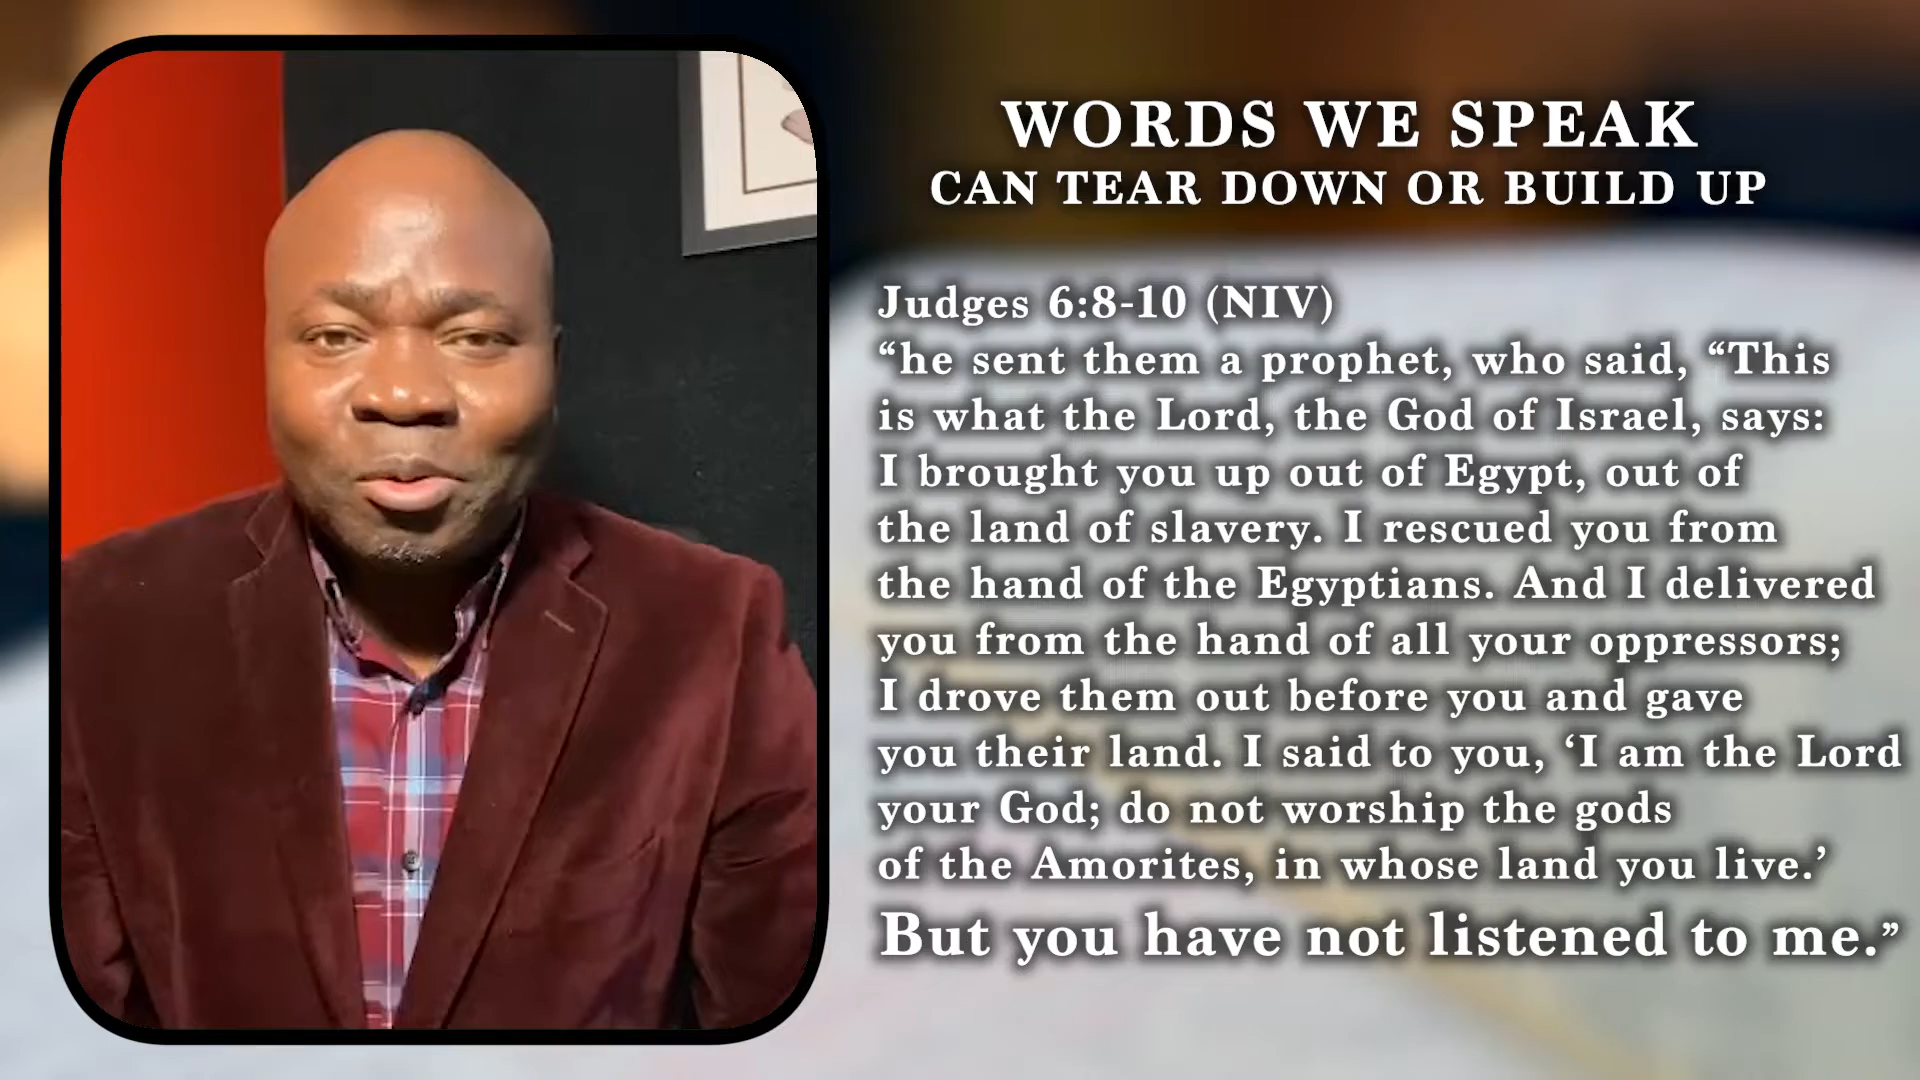 WORDS WE SPEAK
CAN TEAR DOWN OR BUILD UP
Judges 6:8-10 (NIV)
“he sent them a prophet, who said, “This
is what the Lord, the God of Israel, says:
I brought you up out of Egypt, out of
the land of slavery. I rescued you from
the hand of the Egyptians. And I delivered
you from the hand of all your oppressors;
I drove them out before you and gave
you their land. I said to you, ‘I am the Lord
your God; do not worship the gods
of the Amorites, in whose land you live.’
But you have not listened to me.”